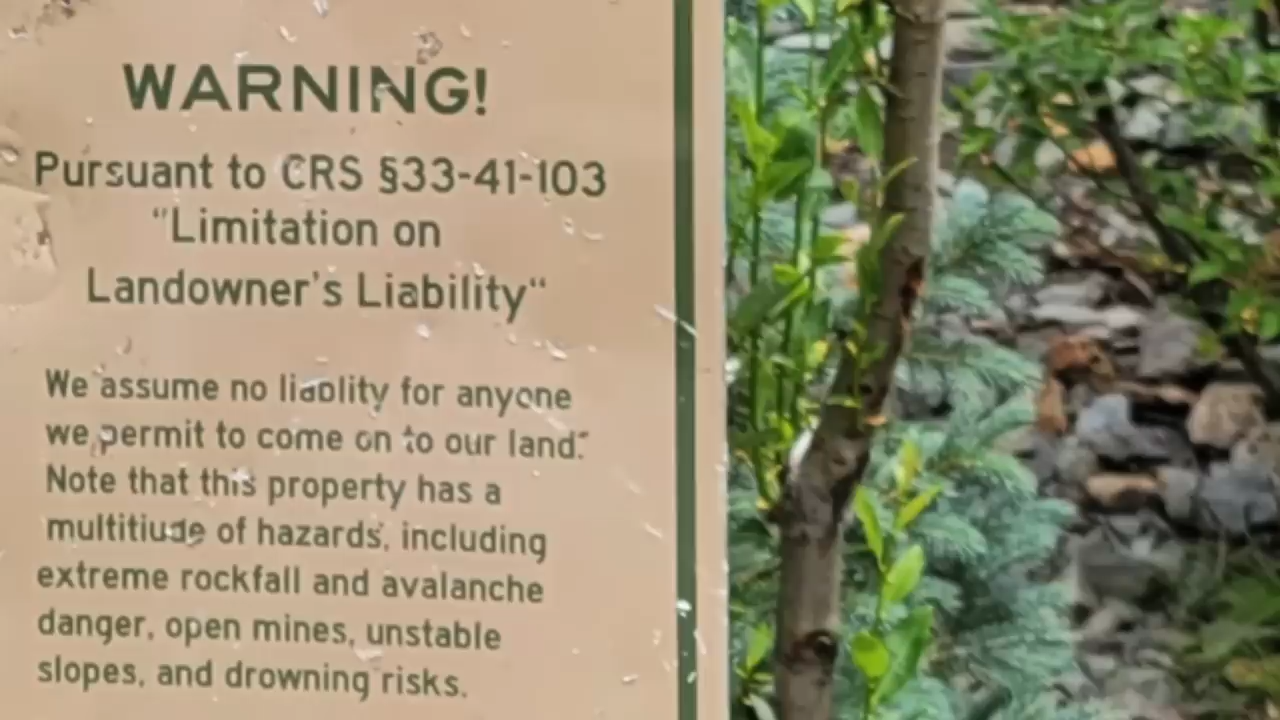 WARNING!
Pursuant to CRS §33-41-103
“Limitation on
Landowner's Liability“
We assume no liaolity for anyone
we permit to come on to our land."
Note that this property has a
multitiude of hazards, including
extreme rockfall and avalanche
danger, open mines, unstable
slopes, and drowning risks.